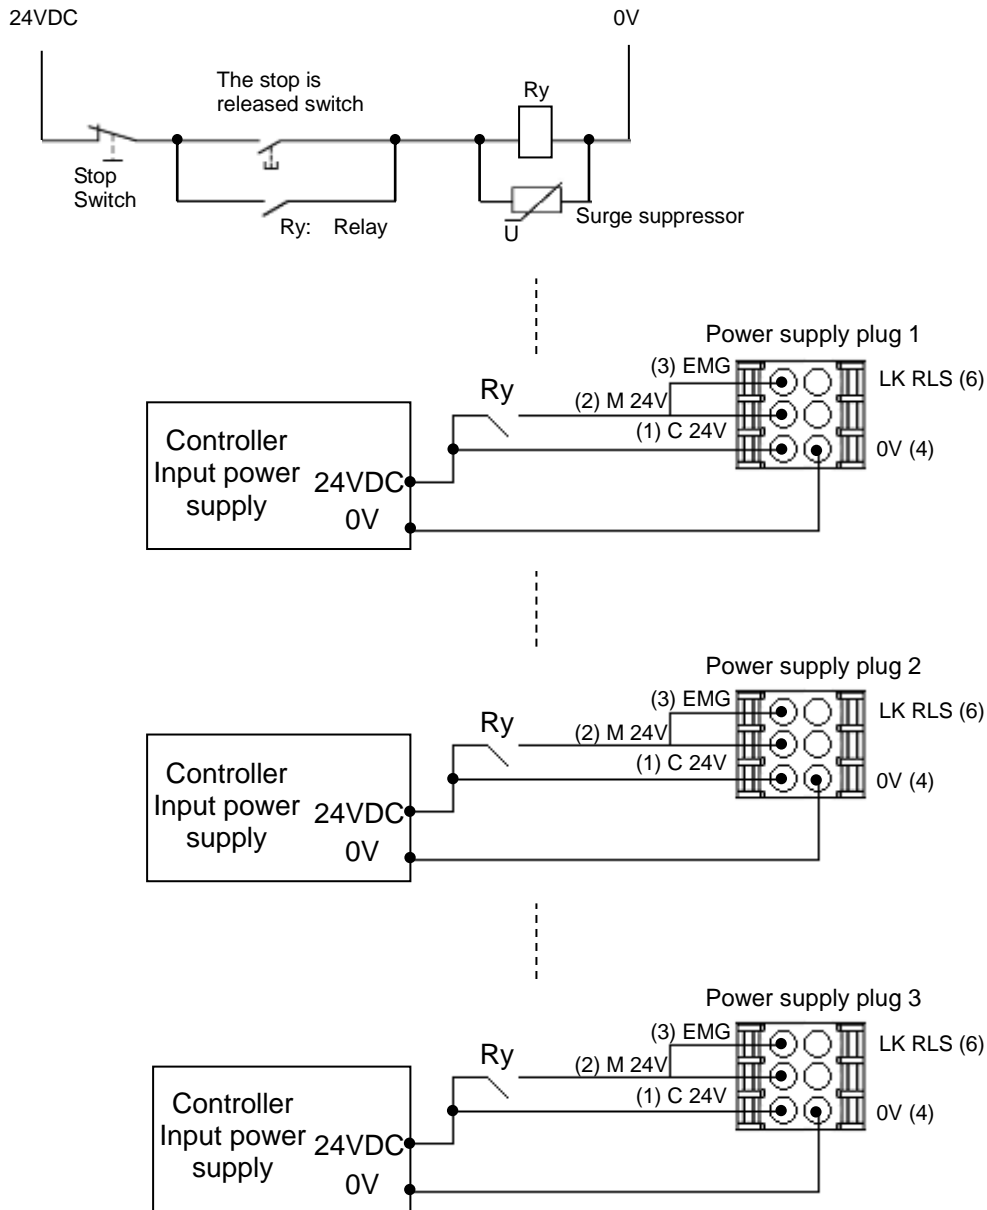 24VDC
0V
The stop is
released switch
Ry
Stop
Switch
Ry: Relay
Surge suppressor
U
Power supply plug 1
(3) EMG
LK RLS (6)
Ry
(2) M 24V
(1) C 24V
0V (4)
Controller
Input power
supply
24VDC
0V
Power supply plug 2
(3) EMG
LK RLS (6)
Ry
(2) M 24V
(1) C 24V
0V (4)
Controller
Input power
supply
24VDC
0V
Power supply plug 3
(3) EMG
LK RLS (6)
Ry
(2) M 24V
(1) C 24V
0V (4)
Controller
Input power
supply
24VDC
0V